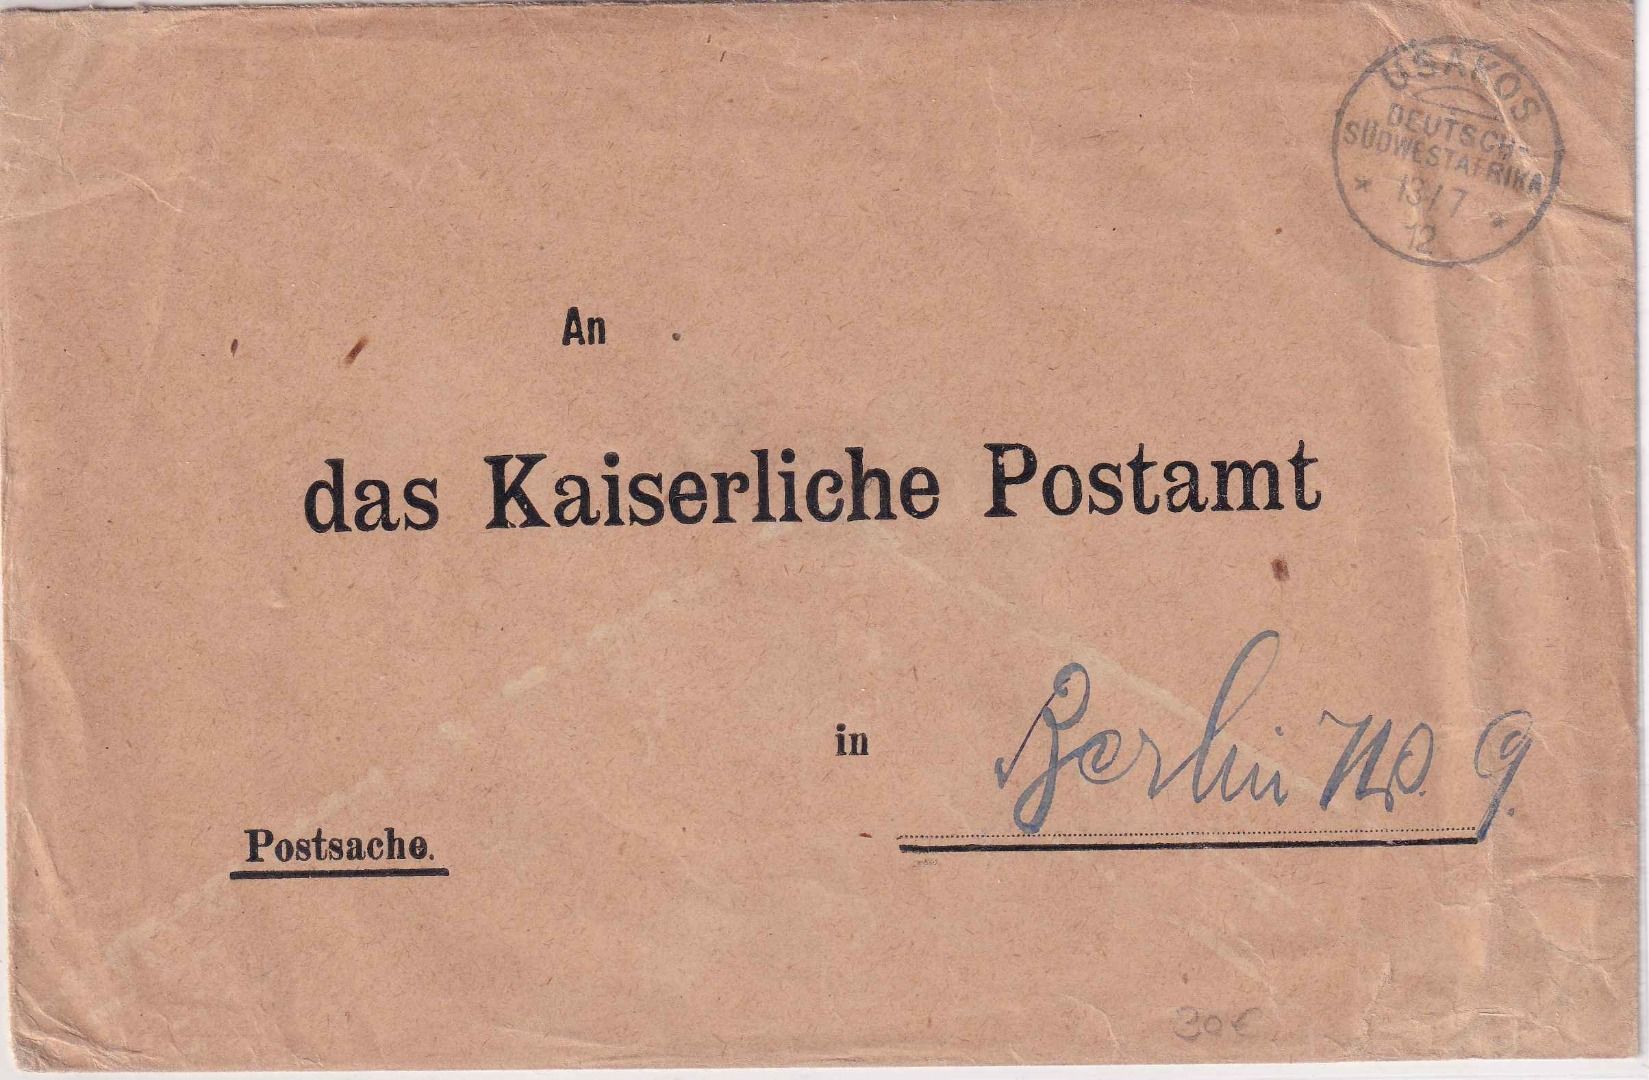 USAKOS
DEUTSCH-
SÜDWESTAFRIKA
* 13/7 *
12
An
das Kaiserliche Postamt
in Berlin No. 9.
Postsache.
30€